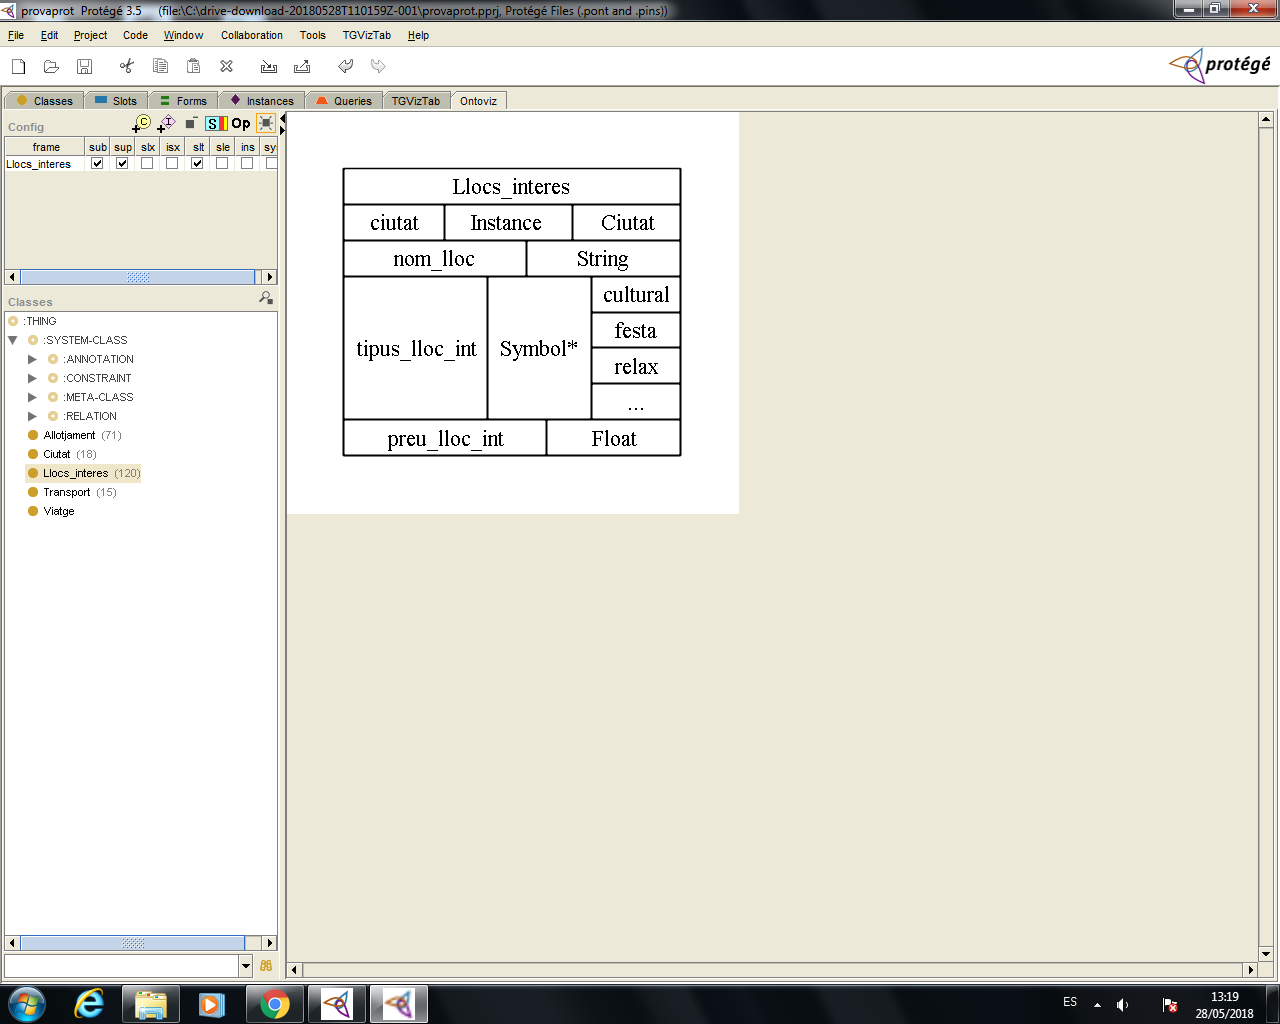 provaprot  Protégé 3.5     (file:\C:\drive-download-20180528T110159Z-001\provaprot.pprj, Protégé Files (.pont and .pins))
File Edit Project Code Window Collaboration Tools TGVizTab Help
protégé
Classes Slots Forms Instances Queries TGVizTab Ontoviz
Config C I S Op
frame sub sup slx isx slt sle ins sy
Llocs_interes
Classes
:THING
:SYSTEM-CLASS
:ANNOTATION
:CONSTRAINT
:META-CLASS
:RELATION
Allotjament (71)
Ciutat (18)
Llocs_interes (120)
Transport (15)
Viatge
Llocs_interes
ciutat Instance Ciutat
nom_lloc String
tipus_lloc_int Symbol*
cultural
festa
relax
...
preu_lloc_int Float
ES
13:19
28/05/2018